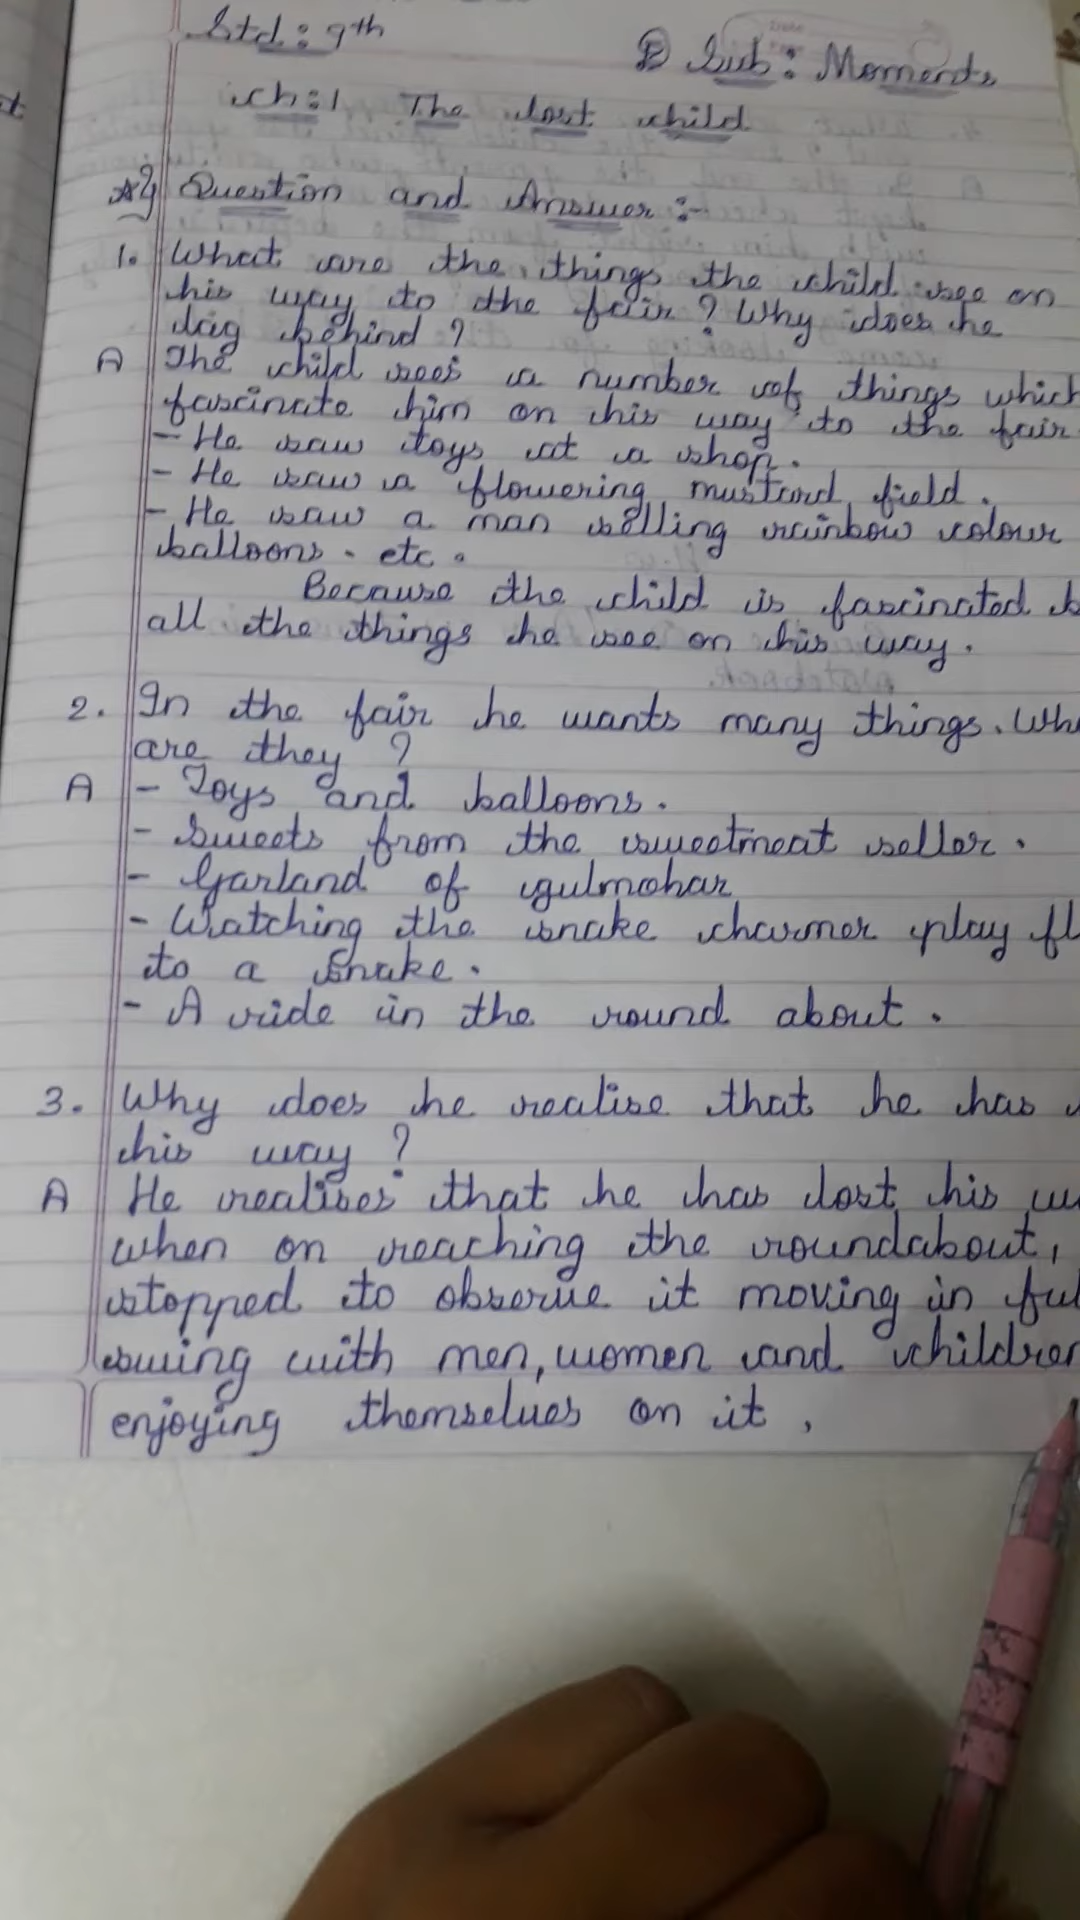 Std: 9th
Ⓔ Sub: Moments
ch:1 The lost child
Question and Answer :-
1. What are the things the child see on
his way to the fair? Why does he
lag behind?
A The child sees a number of things which
fascinate him on his way to the fair
- He saw toys at a shop.
- He saw a flowering mustard field.
- He saw a man selling rainbow colour
balloons. etc.
Because the child is fascinated
all the things he see on his way.
2. In the fair he wants many things.
are they?
A - Toys and balloons.
- Sweets from the sweetmeat seller.
- Garland of gulmohar
- Watching the snake charmer play
to a snake.
- A ride in the round about.
3. Why does he realise that he has
his way?
A He realises that he has lost his
when on reaching the roundabout,
stopped to observe it moving in
swing with men, women and children
enjoying themselves on it,